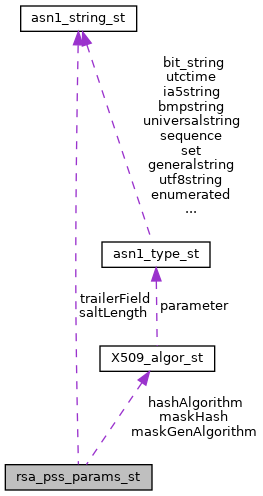 asn1_string_st
bit_string
utctime
ia5string
bmpstring
universalstring
sequence
set
generalstring
utf8string
enumerated
...
asn1_type_st
trailerField
saltLength
parameter
X509_algor_st
hashAlgorithm
maskHash
maskGenAlgorithm
rsa_pss_params_st